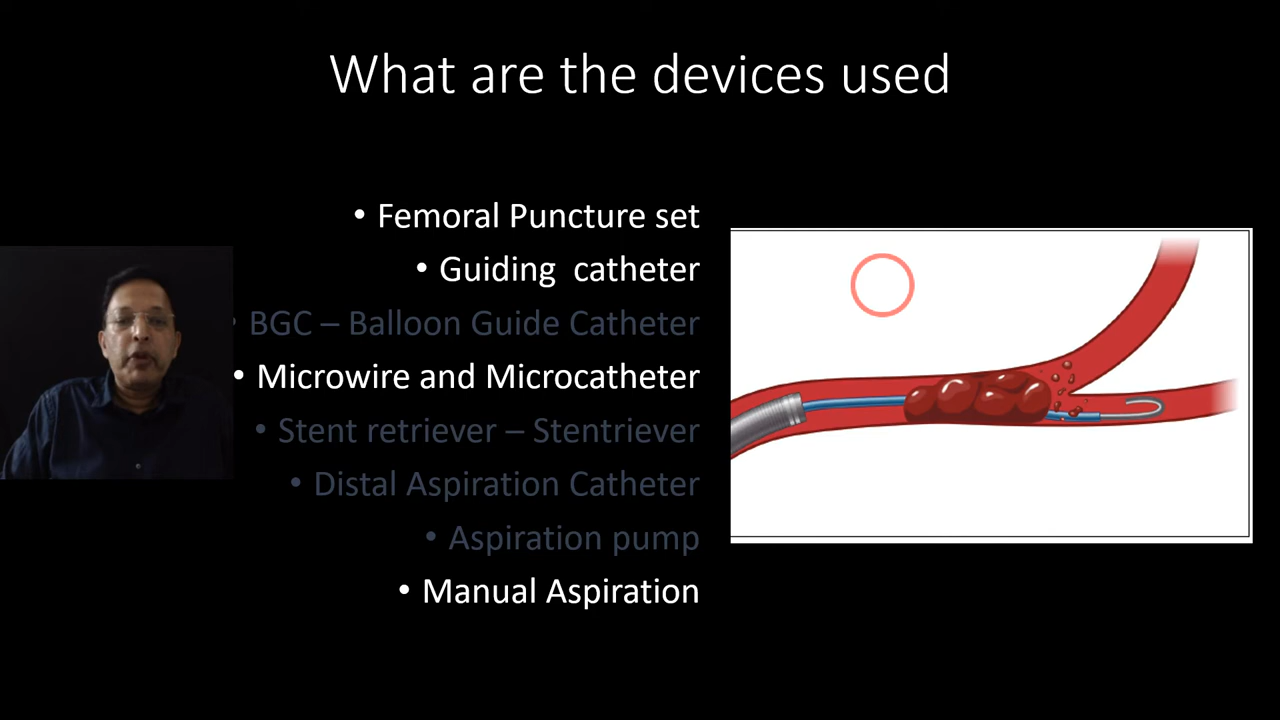 What are the devices used
• Femoral Puncture set
• Guiding catheter
• BGC – Balloon Guide Catheter
• Microwire and Microcatheter
• Stent retriever – Stentriever
• Distal Aspiration Catheter
• Aspiration pump
• Manual Aspiration